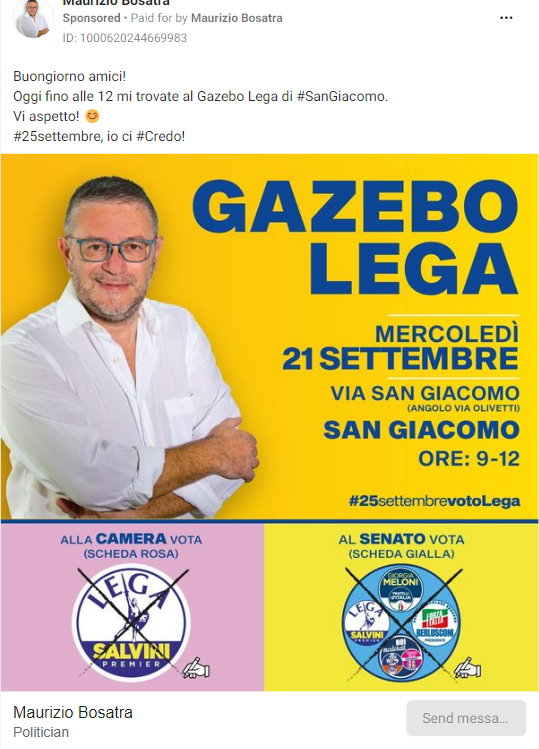 Maurizio Bosatra
Sponsored • Paid for by Maurizio Bosatra
ID: 1000620244669983
Buongiorno amici!
Oggi fino alle 12 mi trovate al Gazebo Lega di #SanGiacomo.
Vi aspetto! 😊
#25settembre, io ci #Credo!
GAZEBO
LEGA
MERCOLEDÌ
21 SETTEMBRE
VIA SAN GIACOMO
(ANGOLO VIA OLIVETTI)
SAN GIACOMO
ORE: 9-12
#25settembrevotoLega
ALLA CAMERA VOTA
(SCHEDA ROSA)
LEGA
SALVINI
PREMIER
AL SENATO VOTA
(SCHEDA GIALLA)
GIORGIA
MELONI
FRATELLI
D'ITALIA
LEGA
SALVINI
PREMIER
FORZA
ITALIA
BERLUSCONI
PRESIDENTE
NOI
moderati
Maurizio Bosatra
Politician
Send messa...